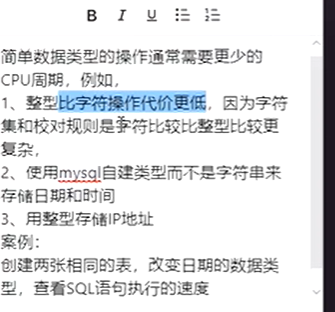 B I U
简单数据类型的操作通常需要更少的
CPU周期，例如，
1、整型比字符操作代价更低，因为字符
集和校对规则是字符比较比整型比较更
复杂，
2、使用mysql自建类型而不是字符串来
存储日期和时间
3、用整型存储IP地址
案例：
创建两张相同的表，改变日期的数据类
型，查看SQL语句执行的速度